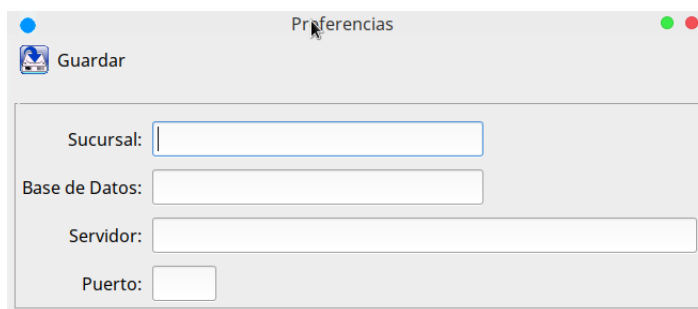 Preferencias
Guardar
Sucursal:
Base de Datos:
Servidor:
Puerto: